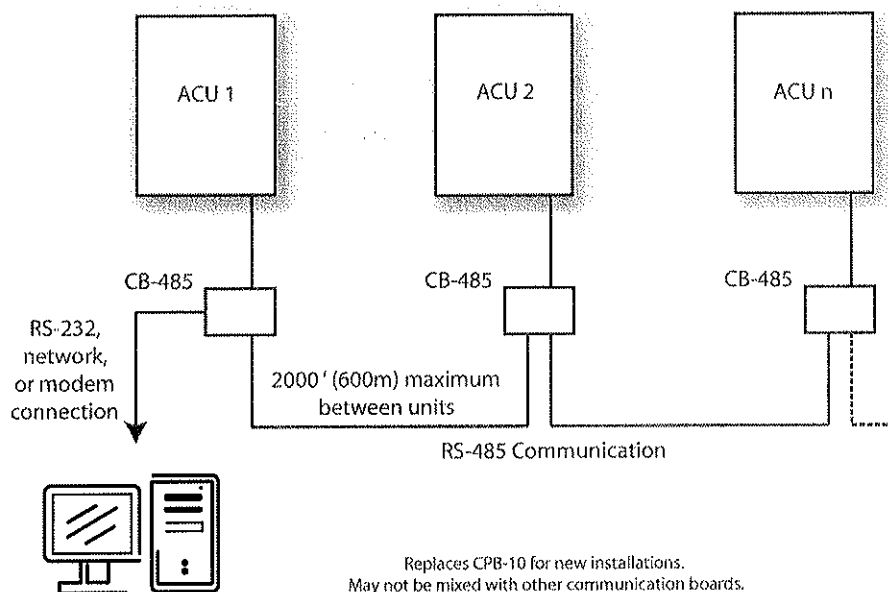 ACU 1
ACU 2
ACU n
CB-485
CB-485
CB-485
RS-232,
network,
or modem
connection
2000' (600m) maximum
between units
RS-485 Communication
Replaces CPB-10 for new installations.
May not be mixed with other communication boards.